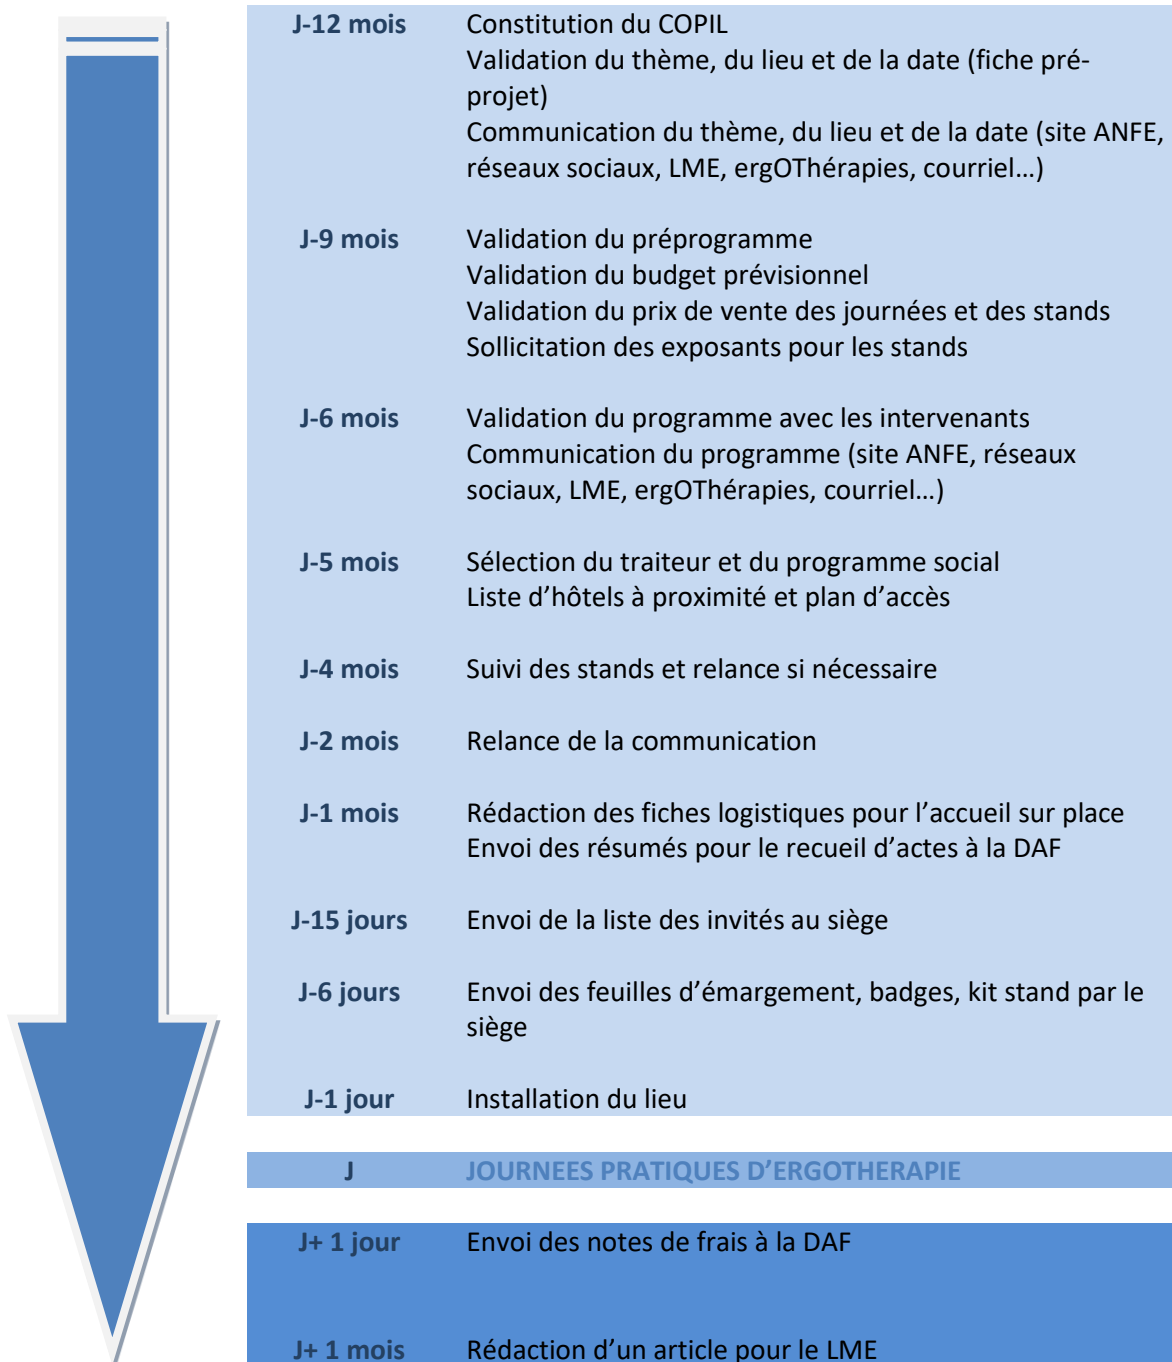 J-12 mois Constitution du COPIL
Validation du thème, du lieu et de la date (fiche pré-
projet)
Communication du thème, du lieu et de la date (site ANFE,
réseaux sociaux, LME, ergOThérapies, courriel…)
J-9 mois Validation du préprogramme
Validation du budget prévisionnel
Validation du prix de vente des journées et des stands
Sollicitation des exposants pour les stands
J-6 mois Validation du programme avec les intervenants
Communication du programme (site ANFE, réseaux
sociaux, LME, ergOThérapies, courriel…)
J-5 mois Sélection du traiteur et du programme social
Liste d’hôtels à proximité et plan d’accès
J-4 mois Suivi des stands et relance si nécessaire
J-2 mois Relance de la communication
J-1 mois Rédaction des fiches logistiques pour l’accueil sur place
Envoi des résumés pour le recueil d’actes à la DAF
J-15 jours Envoi de la liste des invités au siège
J-6 jours Envoi des feuilles d’émargement, badges, kit stand par le
siège
J-1 jour Installation du lieu
J JOURNEES PRATIQUES D’ERGOTHERAPIE
J+ 1 jour Envoi des notes de frais à la DAF
J+ 1 mois Rédaction d’un article pour le LME